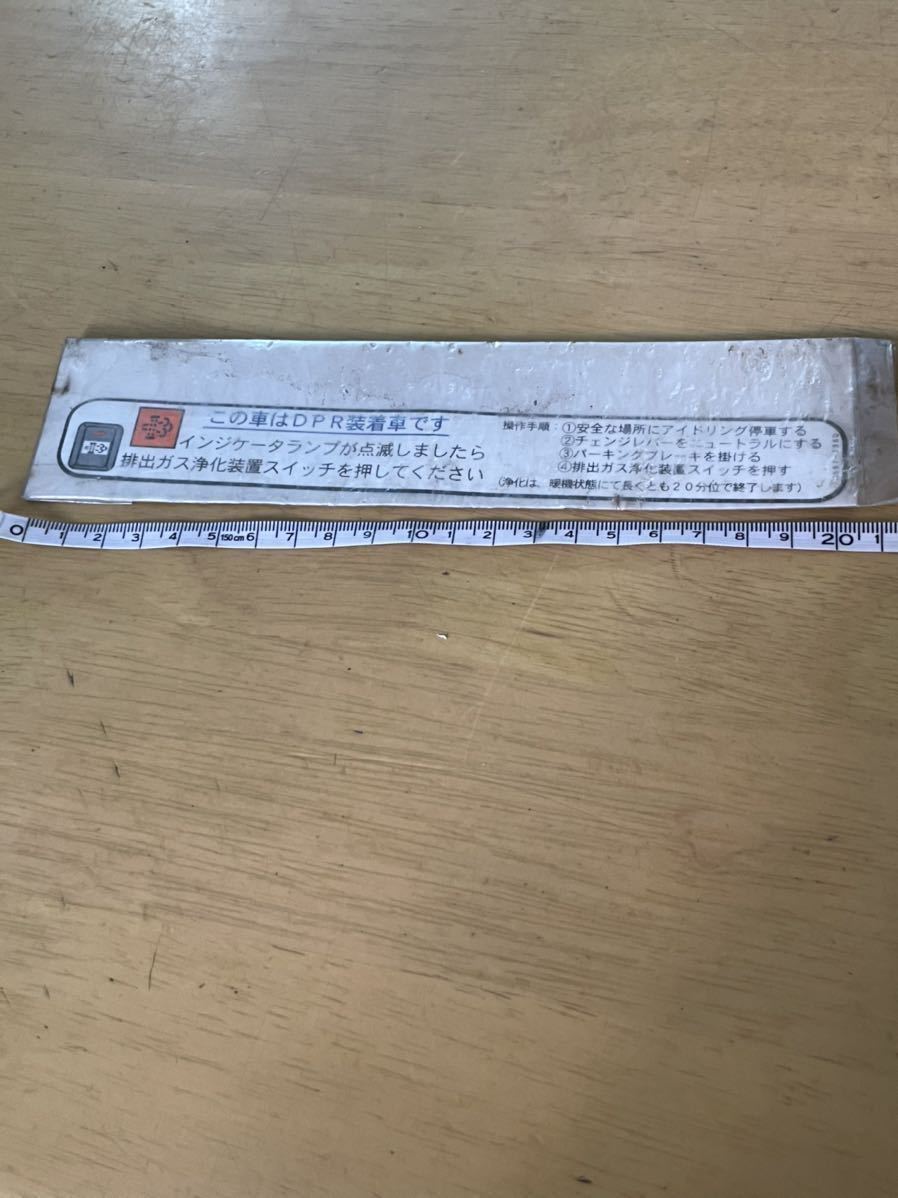 この車はＤＰＲ装着車です
インジケータランプが点滅しましたら
排出ガス浄化装置スイッチを押してください
操作手順：①安全な場所にアイドリング停車する
②チェンジレバーをニュートラルにする
③パーキングブレーキを掛ける
④排出ガス浄化装置スイッチを押す
(浄化は、暖機状態にて長くとも２０分位で終了します)
0 1 2 3 4 5 150cm 6 7 8 9 10 1 2 3 4 5 6 7 8 9 20 1